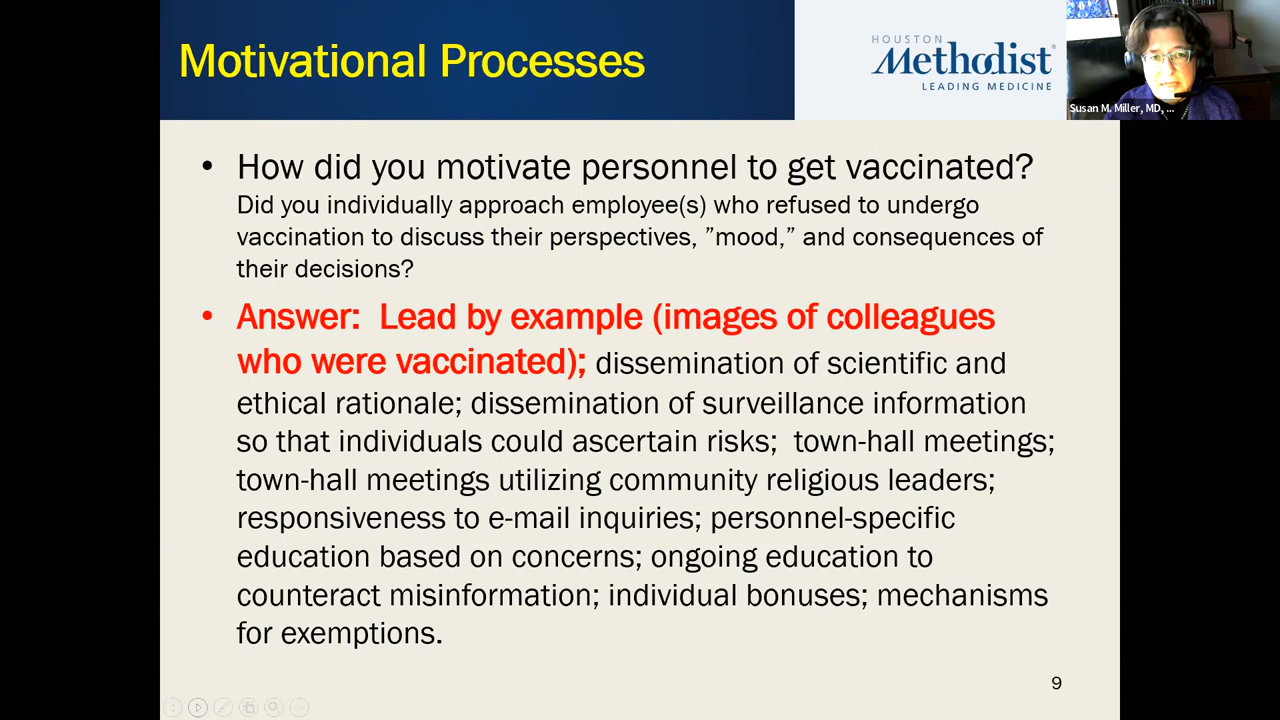 Motivational Processes
HOUSTON
Methodist®
LEADING MEDICINE
Susan M. Miller, MD, ...
• How did you motivate personnel to get vaccinated?
Did you individually approach employee(s) who refused to undergo
vaccination to discuss their perspectives, ”mood,” and consequences of
their decisions?
• Answer:  Lead by example (images of colleagues
who were vaccinated); dissemination of scientific and
ethical rationale; dissemination of surveillance information
so that individuals could ascertain risks;  town-hall meetings;
town-hall meetings utilizing community religious leaders;
responsiveness to e-mail inquiries; personnel-specific
education based on concerns; ongoing education to
counteract misinformation; individual bonuses; mechanisms
for exemptions.
9